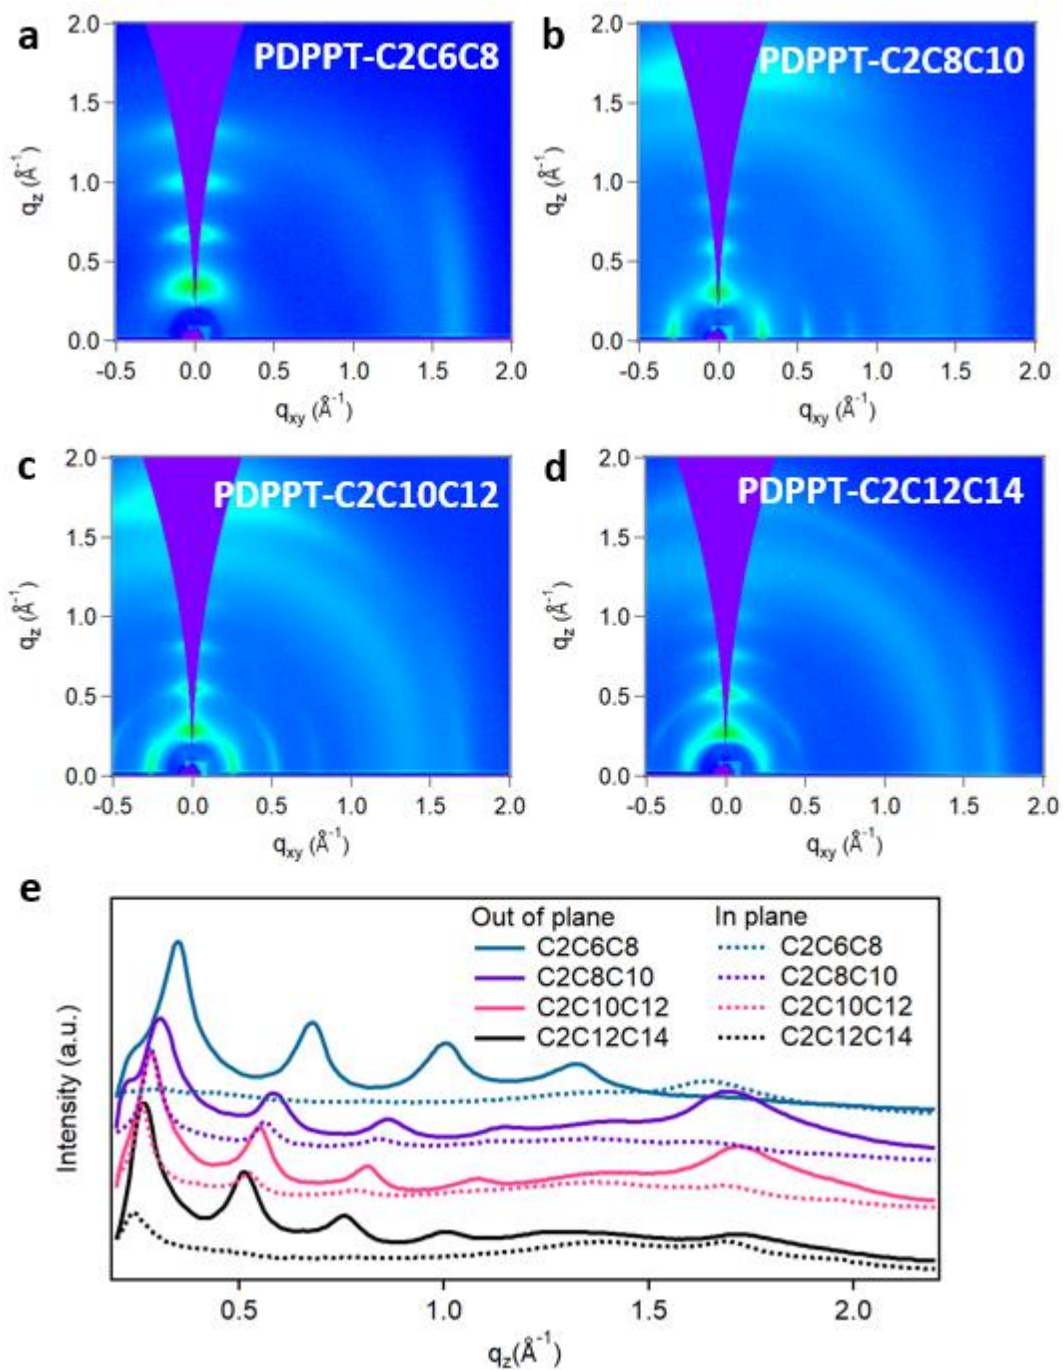 a
PDPPT-C2C6C8
2.0
1.5
1.0
0.5
0.0
qz (Å-1)
-0.5 0.0 0.5 1.0 1.5 2.0
qxy (Å-1)
b
PDPPT-C2C8C10
2.0
1.5
1.0
0.5
0.0
qz (Å-1)
-0.5 0.0 0.5 1.0 1.5 2.0
qxy (Å-1)
c
PDPPT-C2C10C12
2.0
1.5
1.0
0.5
0.0
qz (Å-1)
-0.5 0.0 0.5 1.0 1.5 2.0
qxy (Å-1)
d
PDPPT-C2C12C14
2.0
1.5
1.0
0.5
0.0
qz (Å-1)
-0.5 0.0 0.5 1.0 1.5 2.0
qxy (Å-1)
e
Out of plane
C2C6C8
C2C8C10
C2C10C12
C2C12C14
In plane
C2C6C8
C2C8C10
C2C10C12
C2C12C14
Intensity (a.u.)
0.5 1.0 1.5 2.0
qz(Å-1)